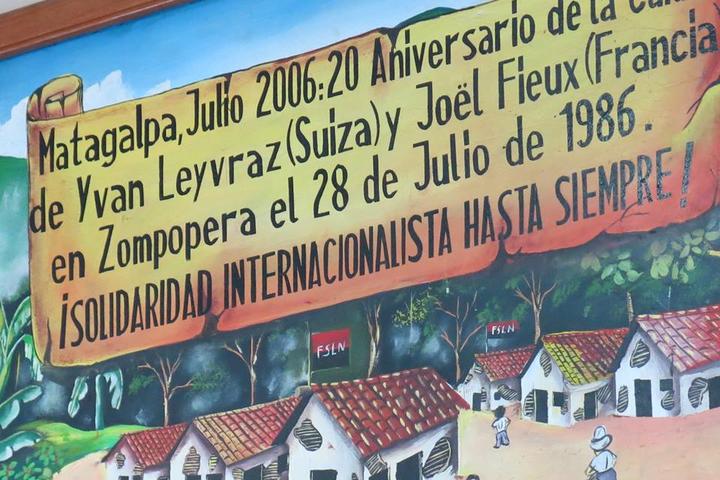 Matagalpa, Julio 2006: 20 Aniversario de la
de Yvan Leyvraz (Suiza) y Joël Fieux (Francia
en Zompopera el 28 de Julio de 1986.
¡SOLIDARIDAD INTERNACIONALISTA HASTA SIEMPRE!
FSLN
FSLN